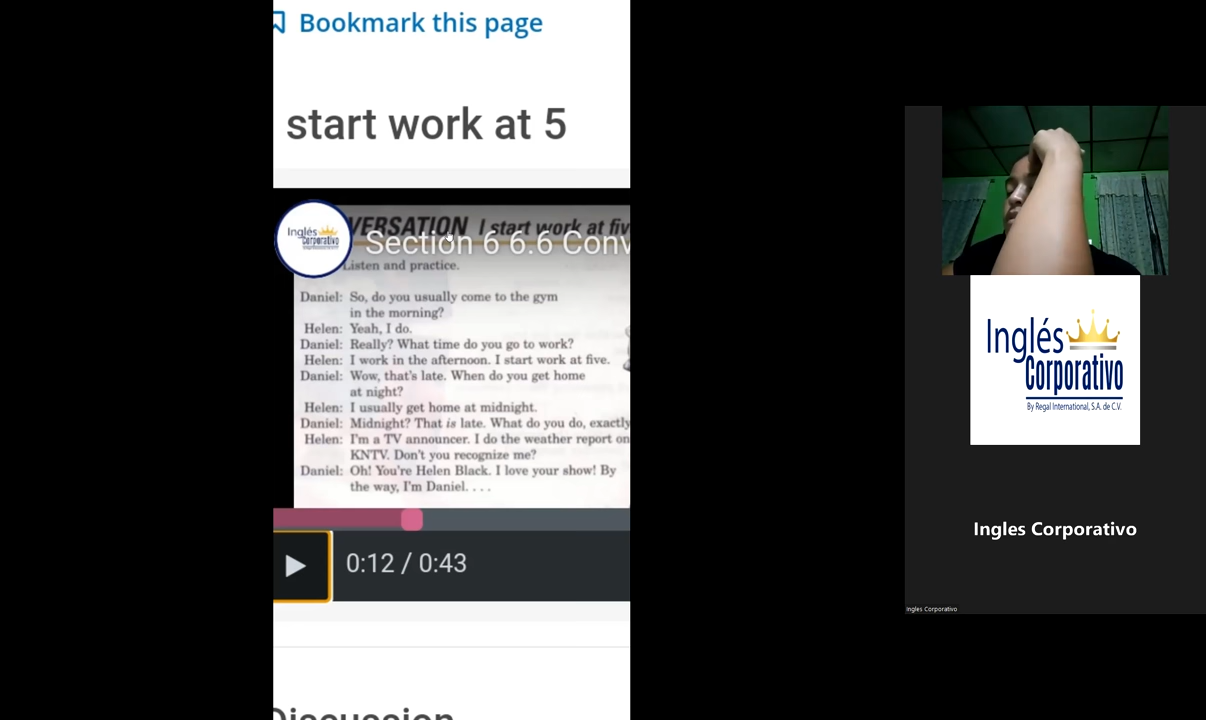 Bookmark this page
start work at 5
VERSATION I start work at fiv
Section 6 6.6 Conv
Listen and practice.
Daniel: So, do you usually come to the gym
in the morning?
Helen: Yeah, I do.
Daniel: Really? What time do you go to work?
Helen: I work in the afternoon. I start work at five.
Daniel: Wow, that's late. When do you get home
at night?
Helen: I usually get home at midnight.
Daniel: Midnight? That is late. What do you do, exactly
Helen: I'm a TV announcer. I do the weather report on
KNTV. Don't you recognize me?
Daniel: Oh! You're Helen Black. I love your show! By
the way, I'm Daniel. . . .
0:12 / 0:43
Discussion
Inglés
Corporativo
Inglés
Corporativo
By Regal International, S.A. de C.V.
Ingles Corporativo
Ingles Corporativo